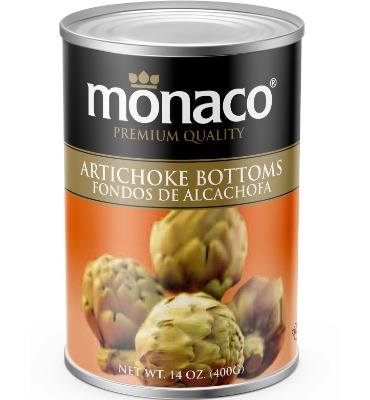 monaco®
PREMIUM QUALITY
ARTICHOKE BOTTOMS
FONDOS DE ALCACHOFA
NET WT. 14 OZ. (400G)